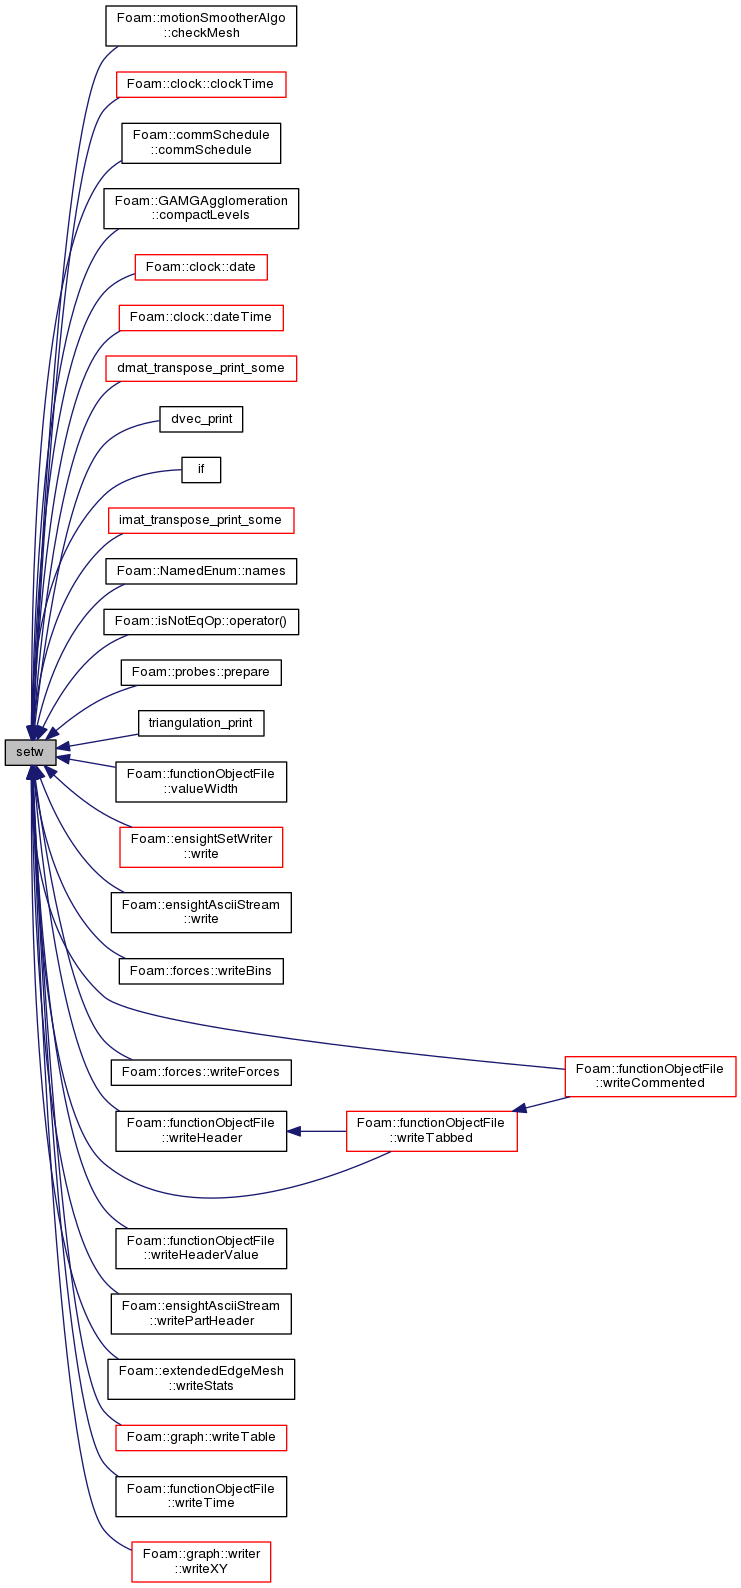 Foam::motionSmootherAlgo
::checkMesh
Foam::clock::clockTime
Foam::commSchedule
::commSchedule
Foam::GAMGAgglomeration
::compactLevels
Foam::clock::date
Foam::clock::dateTime
dmat_transpose_print_some
dvec_print
if
imat_transpose_print_some
Foam::NamedEnum::names
Foam::isNotEqOp::operator()
Foam::probes::prepare
triangulation_print
setw
Foam::functionObjectFile
::valueWidth
Foam::ensightSetWriter
::write
Foam::ensightAsciiStream
::write
Foam::forces::writeBins
Foam::forces::writeForces
Foam::functionObjectFile
::writeCommented
Foam::functionObjectFile
::writeHeader
Foam::functionObjectFile
::writeTabbed
Foam::functionObjectFile
::writeHeaderValue
Foam::ensightAsciiStream
::writePartHeader
Foam::extendedEdgeMesh
::writeStats
Foam::graph::writeTable
Foam::functionObjectFile
::writeTime
Foam::graph::writer
::writeXY